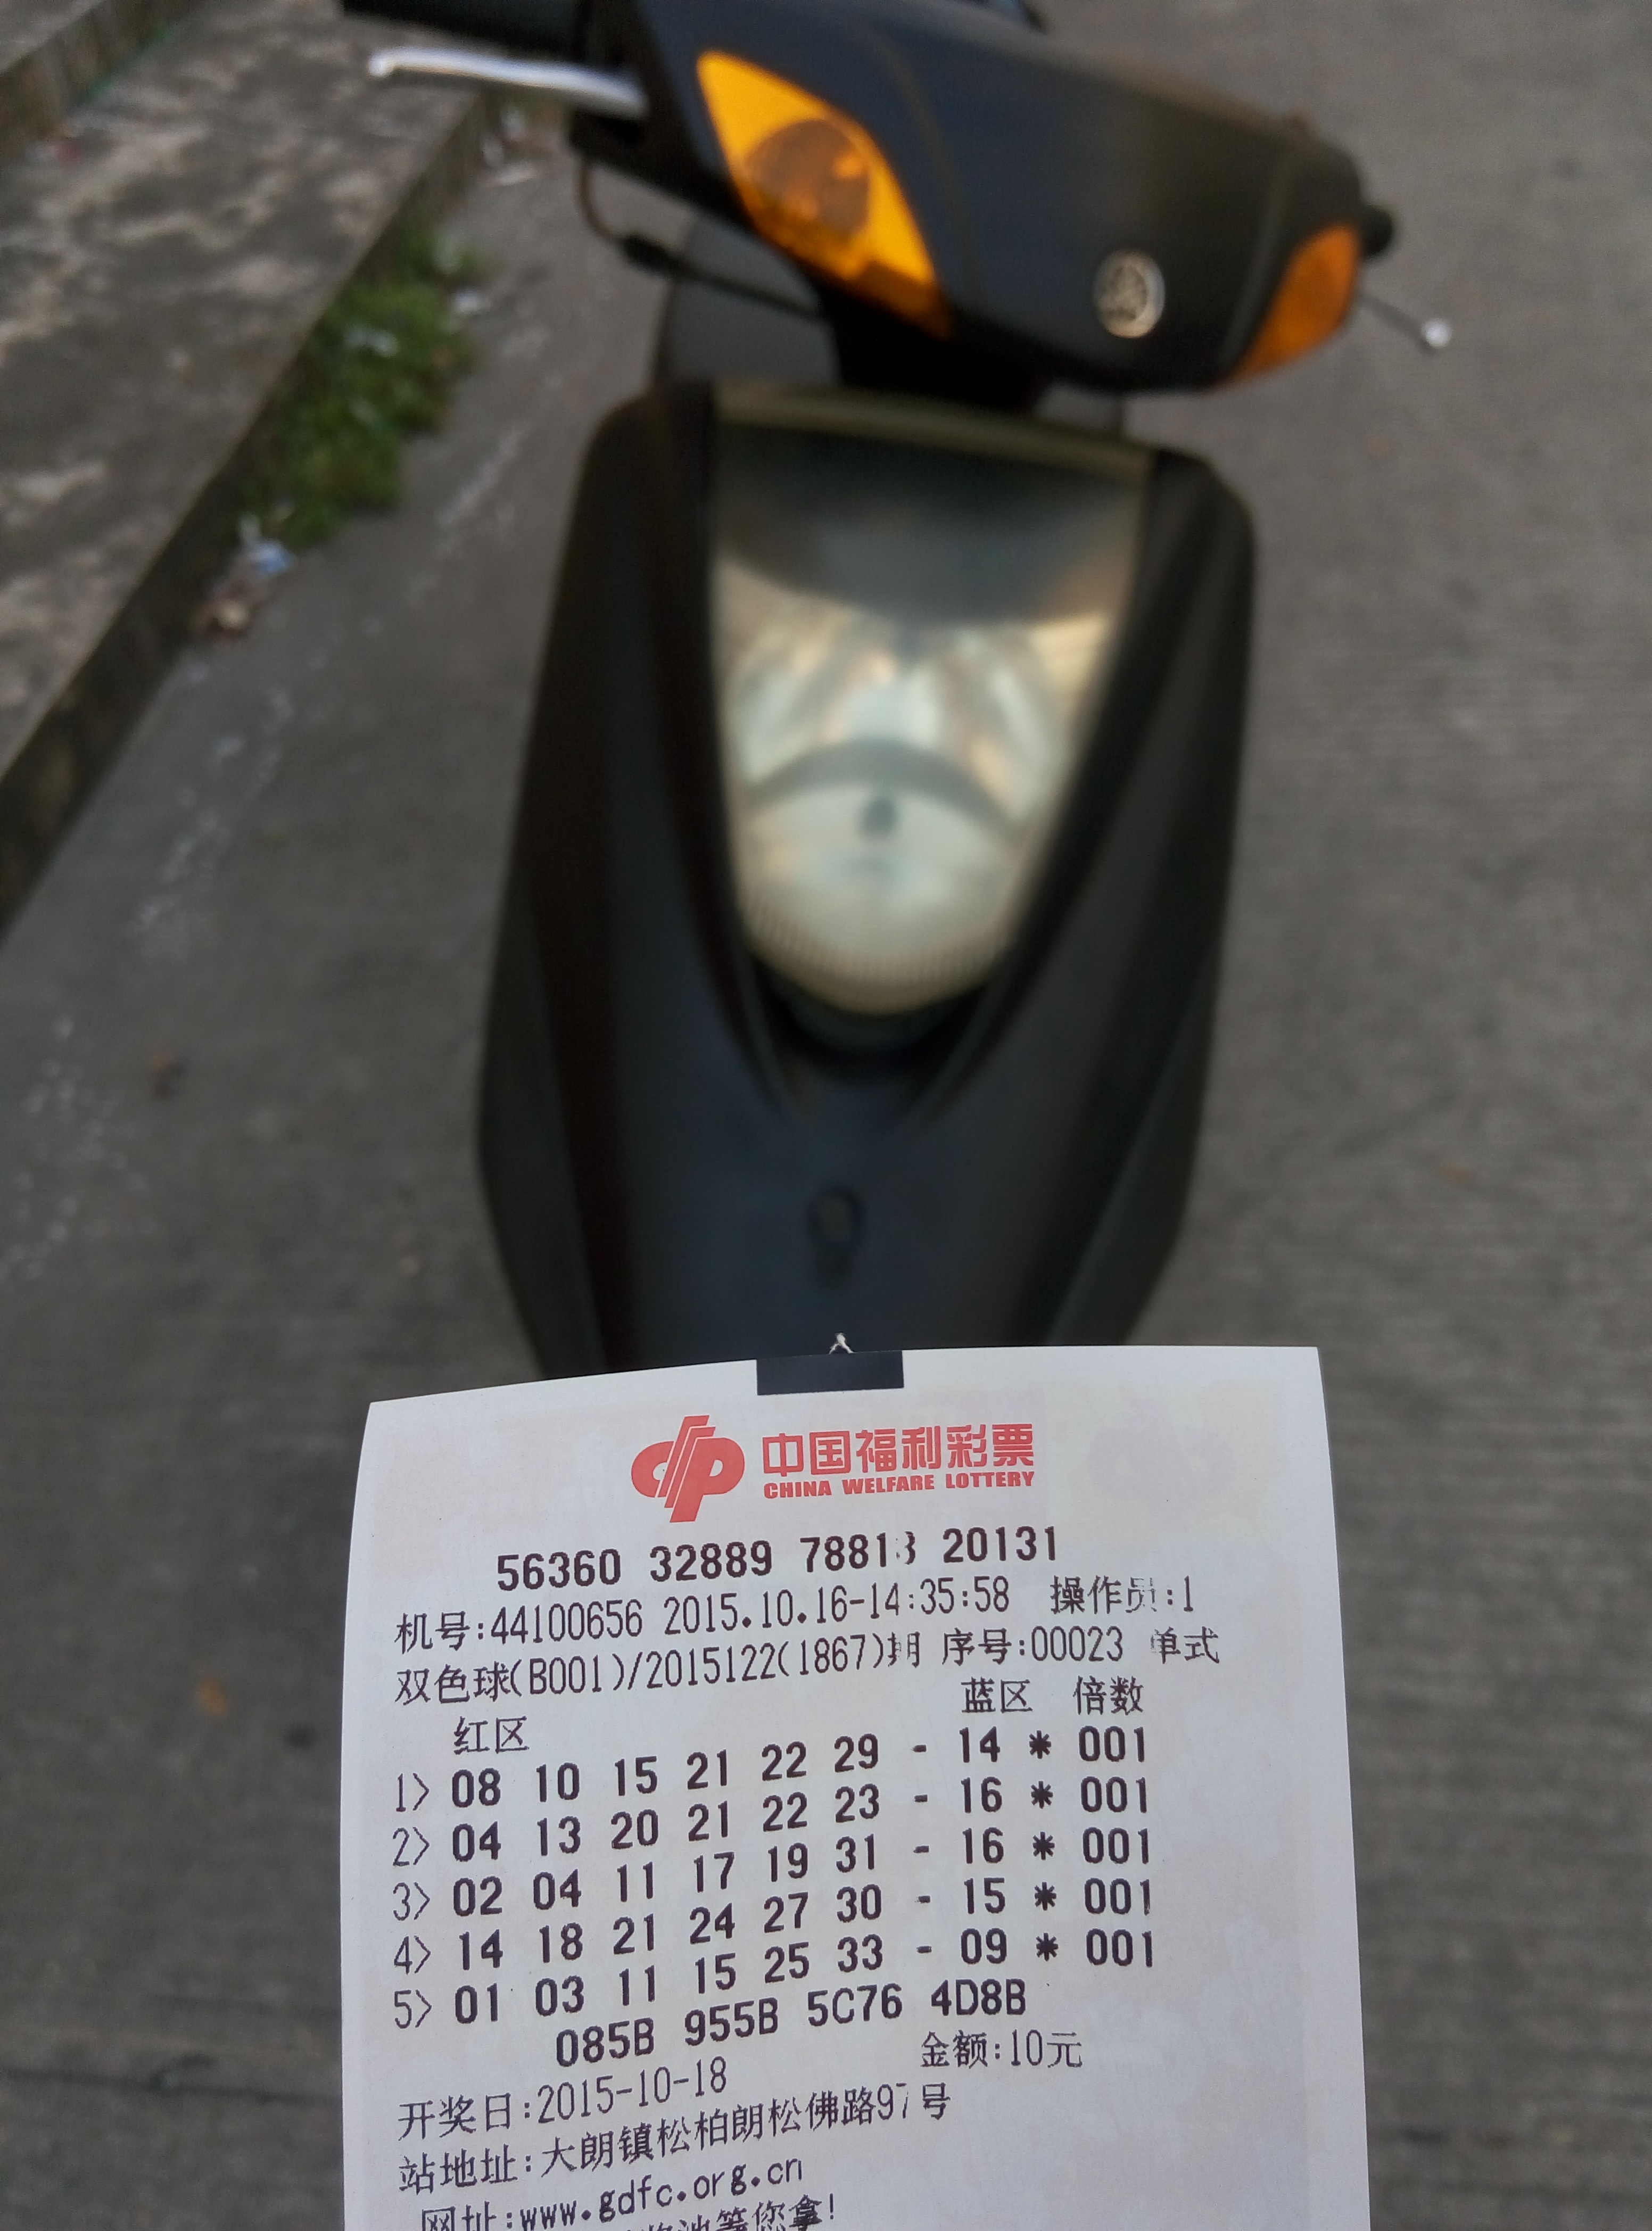 中国福利彩票
CHINA WELFARE LOTTERY
56360 32889 78813 20131
机号:44100656 2015.10.16-14:35:58 操作员:1
双色球(B001)/2015122(1867)期 序号:00023 单式
红区 蓝区 倍数
1> 08 10 15 21 22 29 - 14 * 001
2> 04 13 20 21 22 23 - 16 * 001
3> 02 04 11 17 19 31 - 16 * 001
4> 14 18 21 24 27 30 - 15 * 001
5> 01 03 11 15 25 33 - 09 * 001
085B 955B 5C76 4D8B
开奖日:2015-10-18 金额:10元
站地址:大朗镇松柏朗松佛路97号
网址:www.gdfc.org.cn
池等您拿!